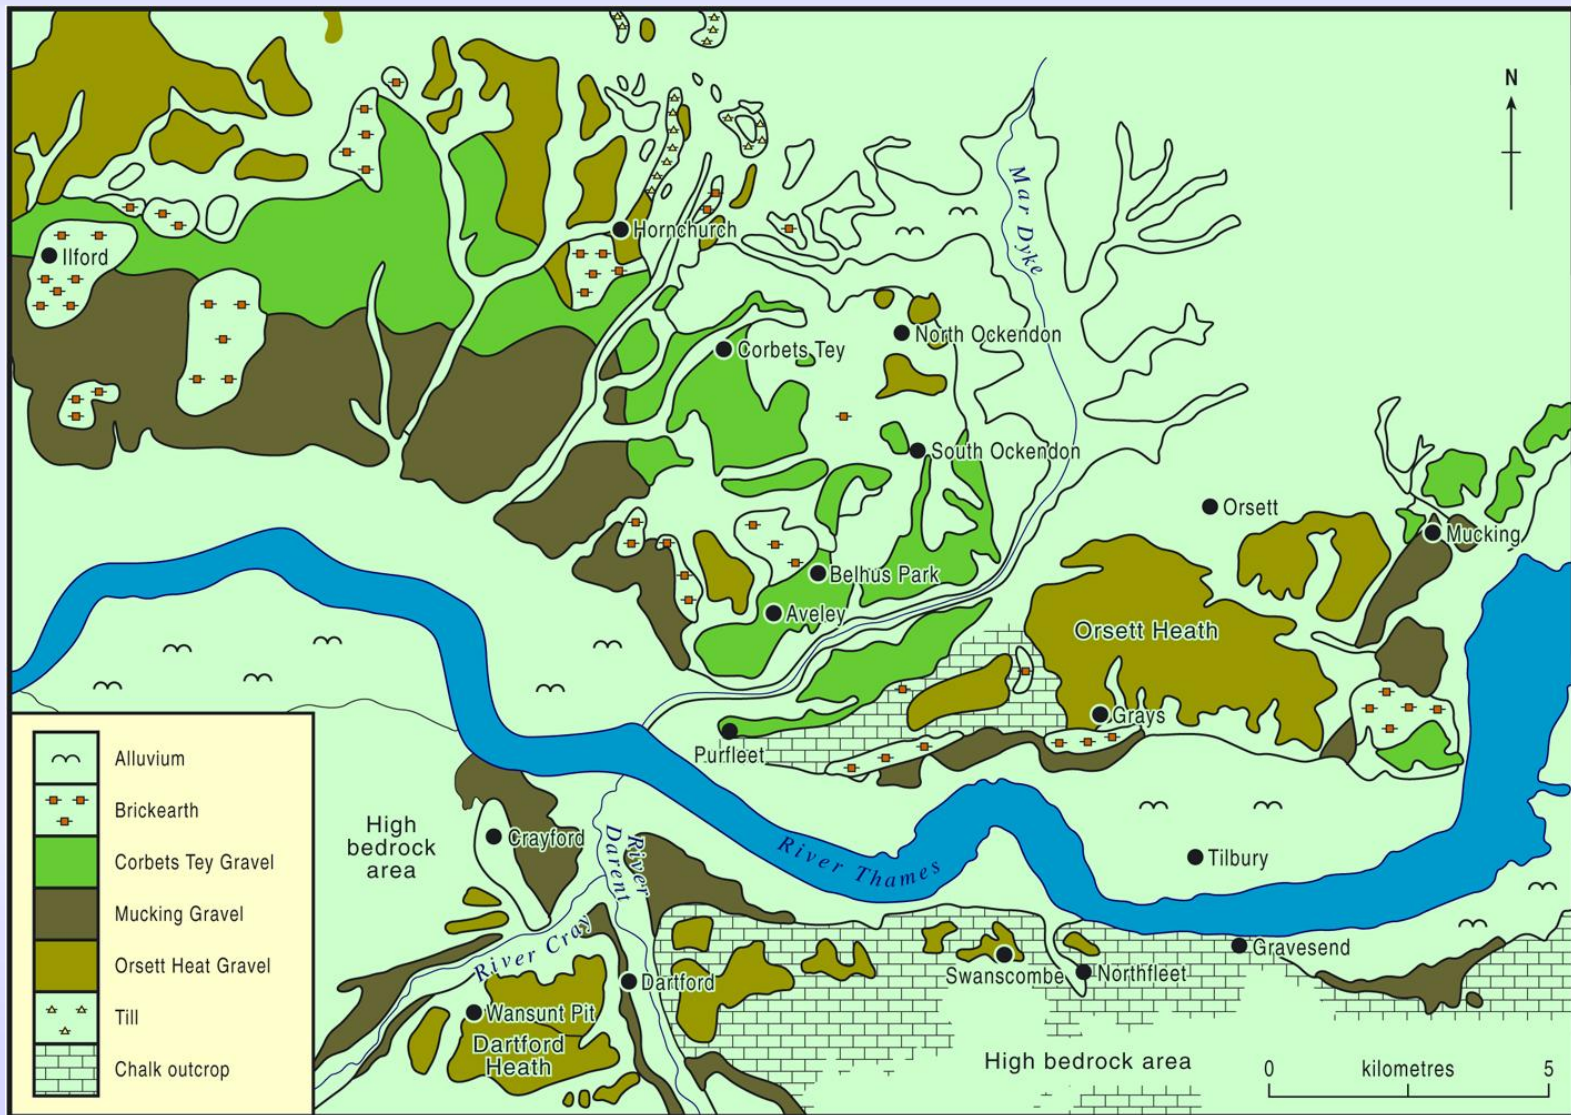 N
Mar Dyke
Hornchurch
Ilford
North Ockendon
Corbets Tey
South Ockendon
Orsett
Mucking
Belhus Park
Aveley
Orsett Heath
Grays
Purfleet
High
bedrock
area
Crayford
River
Darent
River Thames
Tilbury
River Cray
Gravesend
Swanscombe
Northfleet
Dartford
Wansunt Pit
Dartford
Heath
High bedrock area
0 kilometres 5
Alluvium
Brickearth
Corbets Tey Gravel
Mucking Gravel
Orsett Heat Gravel
Till
Chalk outcrop